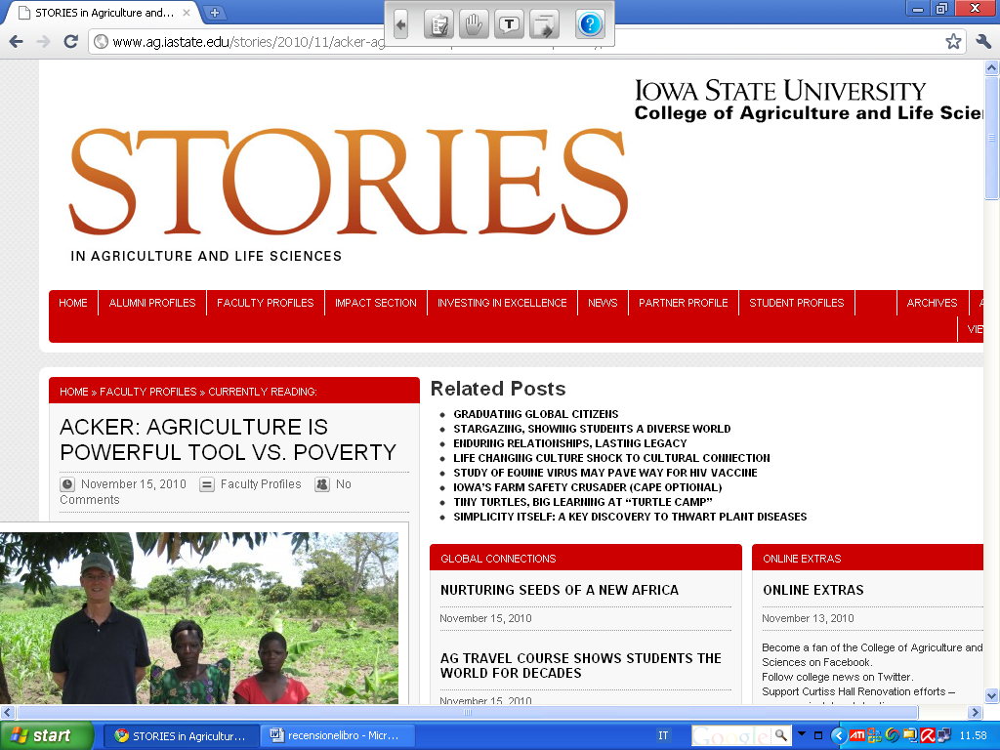 STORIES in Agriculture and...
www.ag.iastate.edu/stories/2010/11/acker-ag
T
?
IOWA STATE UNIVERSITY
College of Agriculture and Life Scie
STORIES
IN AGRICULTURE AND LIFE SCIENCES
HOME ALUMNI PROFILES FACULTY PROFILES IMPACT SECTION INVESTING IN EXCELLENCE NEWS PARTNER PROFILE STUDENT PROFILES ARCHIVES A
VIE
HOME » FACULTY PROFILES » CURRENTLY READING:
ACKER: AGRICULTURE IS
POWERFUL TOOL VS. POVERTY
November 15, 2010 Faculty Profiles No
Comments
Related Posts
GRADUATING GLOBAL CITIZENS
STARGAZING, SHOWING STUDENTS A DIVERSE WORLD
ENDURING RELATIONSHIPS, LASTING LEGACY
LIFE CHANGING CULTURE SHOCK TO CULTURAL CONNECTION
STUDY OF EQUINE VIRUS MAY PAVE WAY FOR HIV VACCINE
IOWA'S FARM SAFETY CRUSADER (CAPE OPTIONAL)
TINY TURTLES, BIG LEARNING AT “TURTLE CAMP”
SIMPLICITY ITSELF: A KEY DISCOVERY TO THWART PLANT DISEASES
GLOBAL CONNECTIONS
NURTURING SEEDS OF A NEW AFRICA
November 15, 2010
AG TRAVEL COURSE SHOWS STUDENTS THE
WORLD FOR DECADES
November 15, 2010
ONLINE EXTRAS
ONLINE EXTRAS
November 13, 2010
Become a fan of the College of Agriculture and
Sciences on Facebook.
Follow college news on Twitter.
Support Curtiss Hall Renovation efforts –
start
STORIES in Agricultur...
recensionelibro - Micr...
IT
Google
ATI
11.58